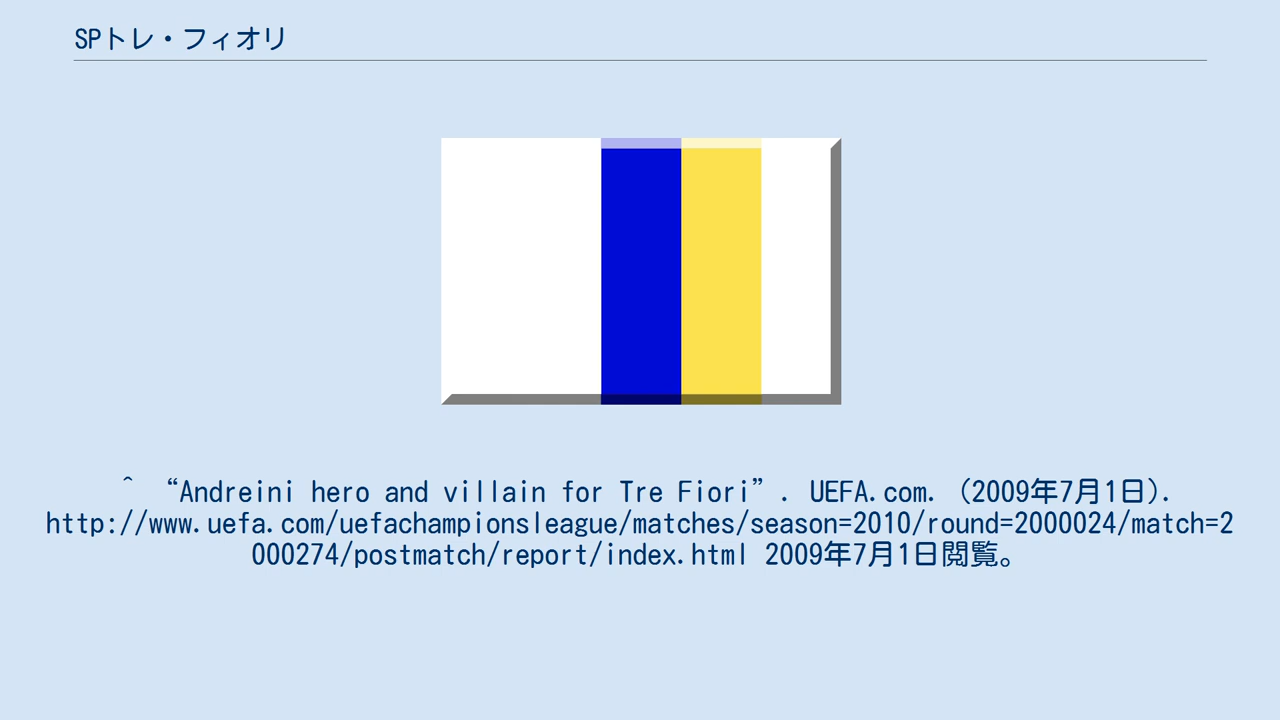 SPトレ・フィオリ
^ “Andreini hero and villain for Tre Fiori”. UEFA.com. (2009年7月1日).
http://www.uefa.com/uefachampionsleague/matches/season=2010/round=2000024/match=2
000274/postmatch/report/index.html 2009年7月1日閲覧。